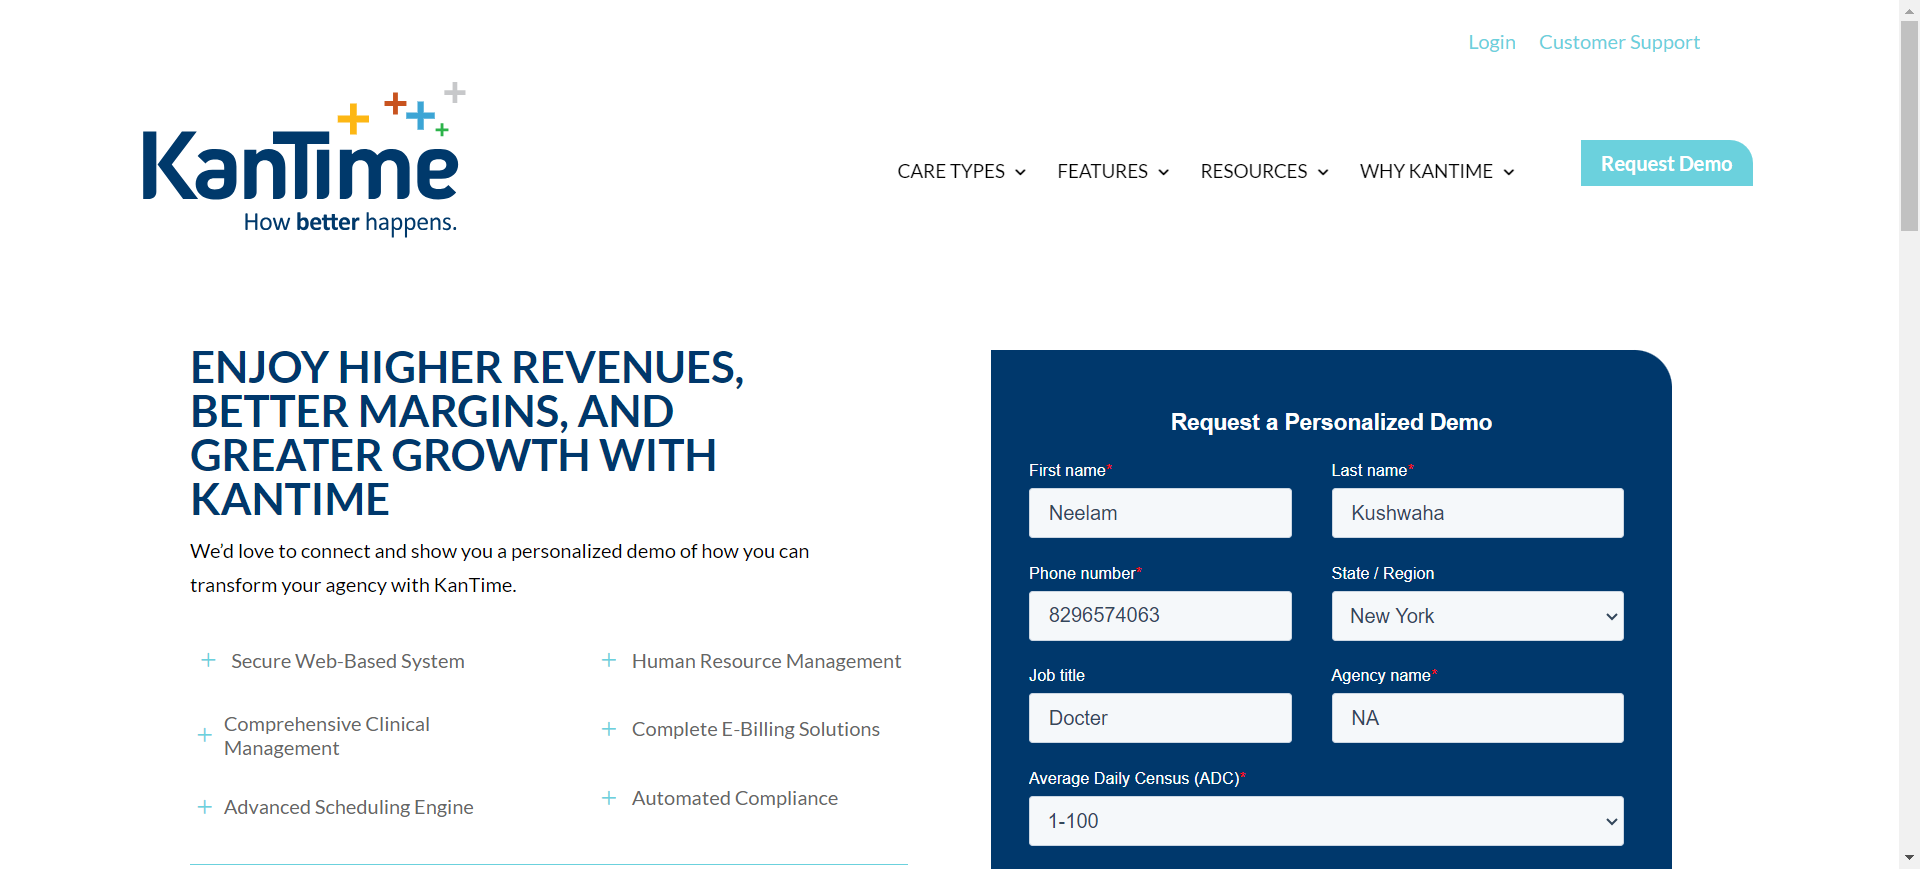 Login Customer Support
KanTime
How better happens.
CARE TYPES FEATURES RESOURCES WHY KANTIME
Request Demo
ENJOY HIGHER REVENUES,
BETTER MARGINS, AND
GREATER GROWTH WITH
KANTIME
We’d love to connect and show you a personalized demo of how you can
transform your agency with KanTime.
Secure Web-Based System
Comprehensive Clinical
Management
Advanced Scheduling Engine
Human Resource Management
Complete E-Billing Solutions
Automated Compliance
Request a Personalized Demo
First name* Last name*
Neelam Kushwaha
Phone number* State / Region
8296574063 New York
Job title Agency name*
Docter NA
Average Daily Census (ADC)*
1-100